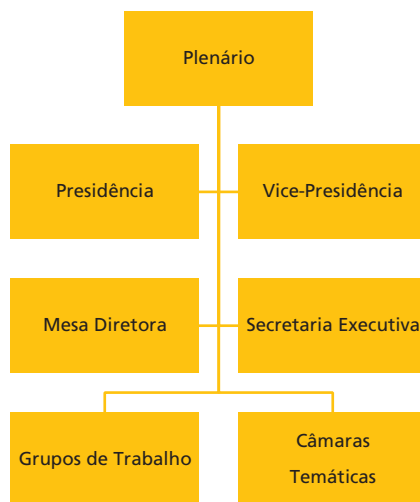 Plenário
Presidência
Vice-Presidência
Mesa Diretora
Secretaria Executiva
Grupos de Trabalho
Câmaras
Temáticas